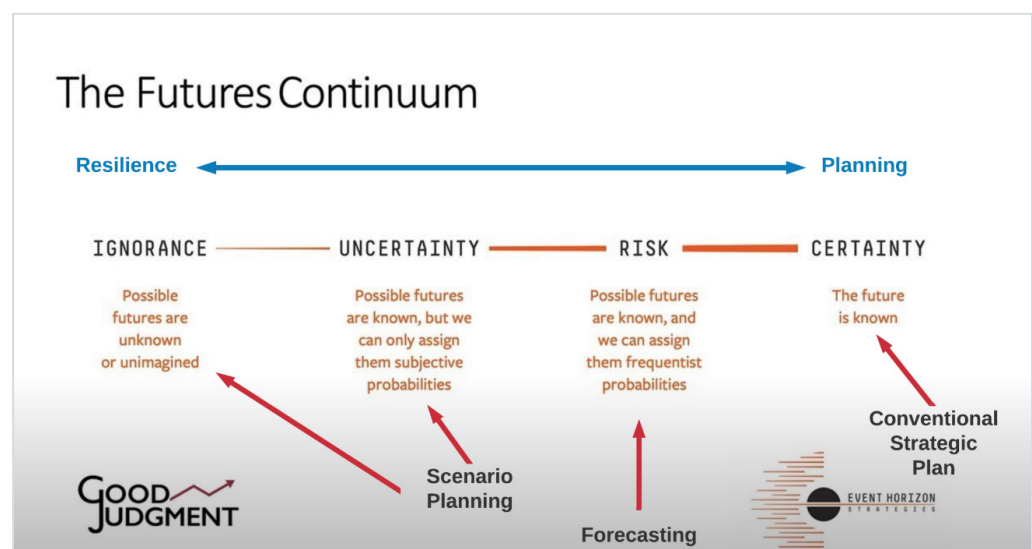 The Futures Continuum
Resilience
Planning
IGNORANCE
UNCERTAINTY
RISK
CERTAINTY
Possible
futures are
unknown
or unimagined
Possible futures
are known, but we
can only assign
them subjective
probabilities
Possible futures
are known, and
we can assign
them frequentist
probabilities
The future
is known
Scenario
Planning
Forecasting
Conventional
Strategic
Plan
GOOD
JUDGMENT
EVENT HORIZON
STRATEGIES